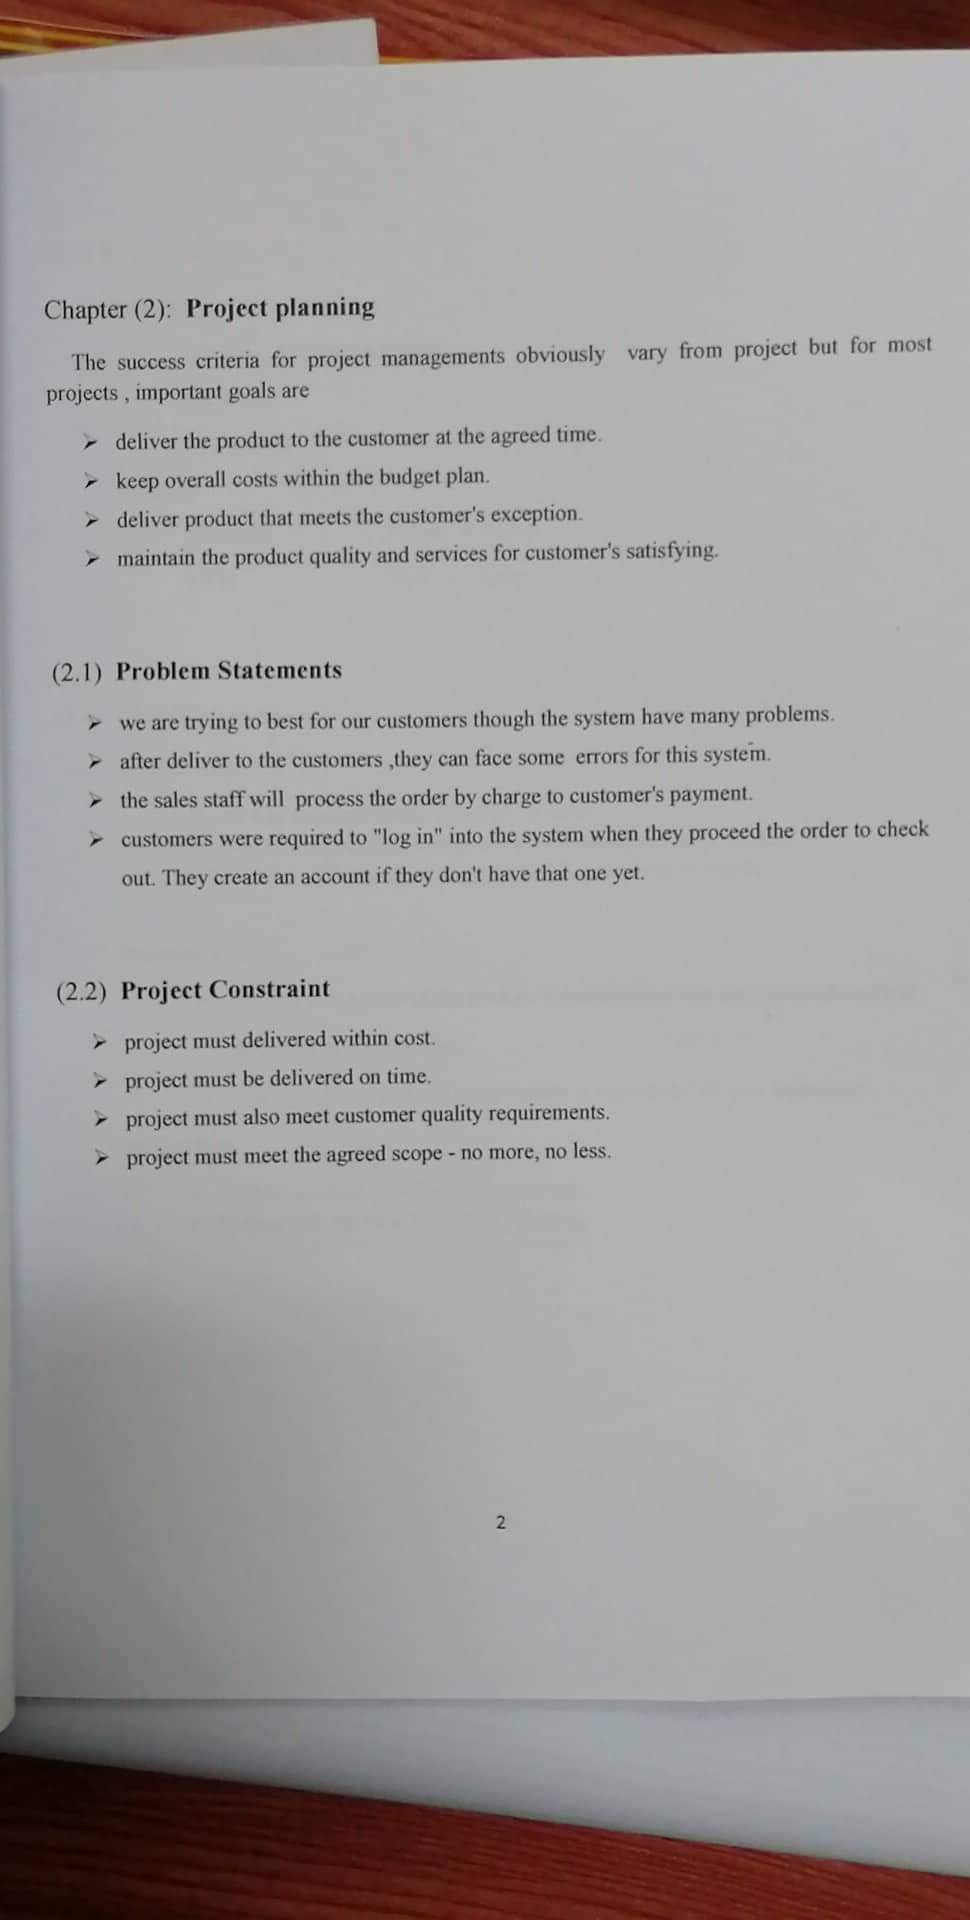 Chapter (2): Project planning
The success criteria for project managements obviously vary from project but for most
projects , important goals are
➢ deliver the product to the customer at the agreed time.
➢ keep overall costs within the budget plan.
➢ deliver product that meets the customer's exception.
➢ maintain the product quality and services for customer's satisfying.
(2.1) Problem Statements
➢ we are trying to best for our customers though the system have many problems.
➢ after deliver to the customers ,they can face some errors for this system.
➢ the sales staff will process the order by charge to customer's payment.
➢ customers were required to "log in" into the system when they proceed the order to check
out. They create an account if they don't have that one yet.
(2.2) Project Constraint
➢ project must delivered within cost.
➢ project must be delivered on time.
➢ project must also meet customer quality requirements.
➢ project must meet the agreed scope - no more, no less.
2